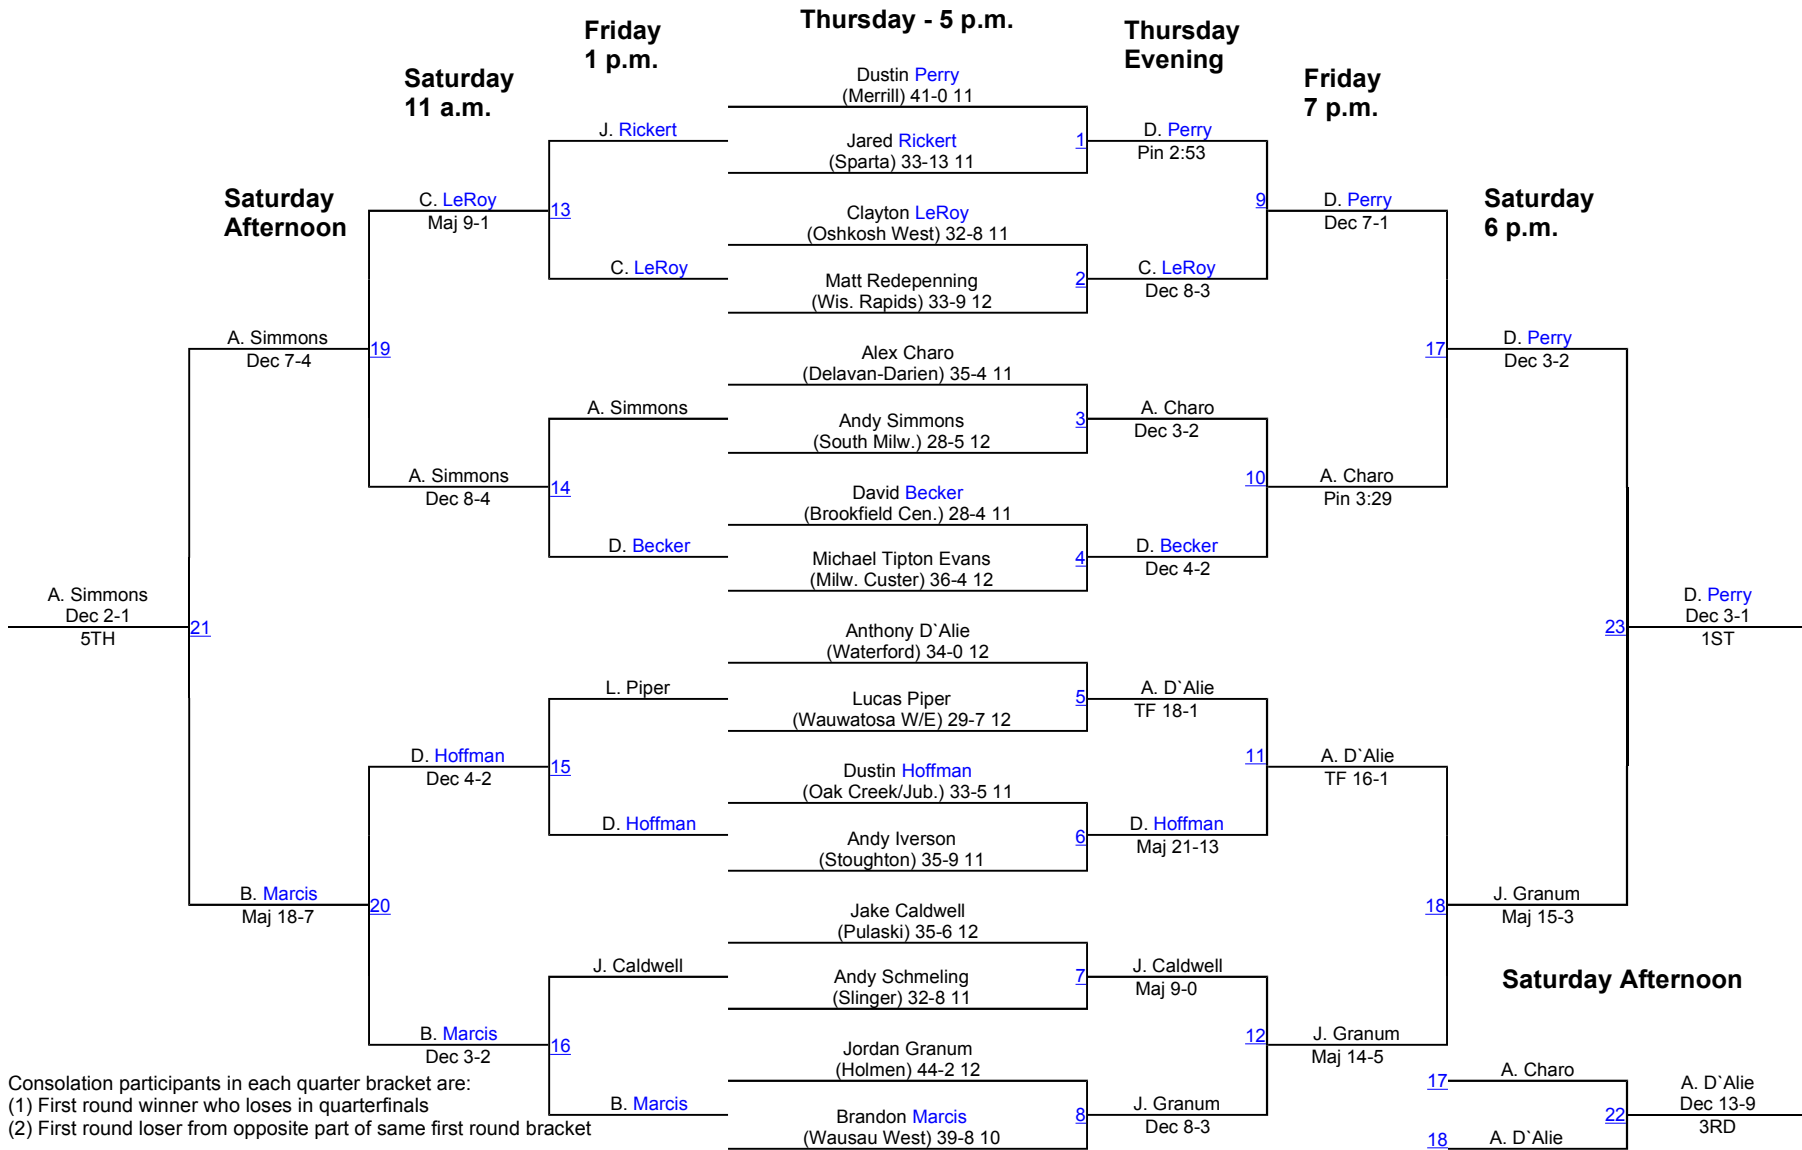 Thursday - 5 p.m.
Friday
1 p.m.
Thursday
Evening
Saturday
11 a.m.
Friday
7 p.m.
Saturday
Afternoon
Saturday
6 p.m.
Dustin Perry
(Merrill) 41-0 11
Jared Rickert
(Sparta) 33-13 11
1
Clayton LeRoy
(Oshkosh West) 32-8 11
Matt Redepenning
(Wis. Rapids) 33-9 12
2
Alex Charo
(Delavan-Darien) 35-4 11
Andy Simmons
(South Milw.) 28-5 12
3
David Becker
(Brookfield Cen.) 28-4 11
Michael Tipton Evans
(Milw. Custer) 36-4 12
4
Anthony D`Alie
(Waterford) 34-0 12
Lucas Piper
(Wauwatosa W/E) 29-7 12
5
Dustin Hoffman
(Oak Creek/Jub.) 33-5 11
Andy Iverson
(Stoughton) 35-9 11
6
Jake Caldwell
(Pulaski) 35-6 12
Andy Schmeling
(Slinger) 32-8 11
7
Jordan Granum
(Holmen) 44-2 12
Brandon Marcis
(Wausau West) 39-8 10
8
D. Perry
Pin 2:53
9
C. LeRoy
Dec 8-3
A. Charo
Dec 3-2
10
D. Becker
Dec 4-2
A. D`Alie
TF 18-1
11
D. Hoffman
Maj 21-13
J. Caldwell
Maj 9-0
12
J. Granum
Dec 8-3
D. Perry
Dec 7-1
17
A. Charo
Pin 3:29
A. D`Alie
TF 16-1
18
J. Granum
Maj 14-5
D. Perry
Dec 3-2
23
J. Granum
Maj 15-3
D. Perry
Dec 3-1
1ST
Saturday Afternoon
17
A. Charo
18
A. D`Alie
22
A. D`Alie
Dec 13-9
3RD
J. Rickert
13
C. LeRoy
A. Simmons
14
D. Becker
L. Piper
15
D. Hoffman
J. Caldwell
16
B. Marcis
C. LeRoy
Maj 9-1
19
A. Simmons
Dec 8-4
D. Hoffman
Dec 4-2
20
B. Marcis
Dec 3-2
A. Simmons
Dec 7-4
21
B. Marcis
Maj 18-7
A. Simmons
Dec 2-1
5TH
Consolation participants in each quarter bracket are:
(1) First round winner who loses in quarterfinals
(2) First round loser from opposite part of same first round bracket